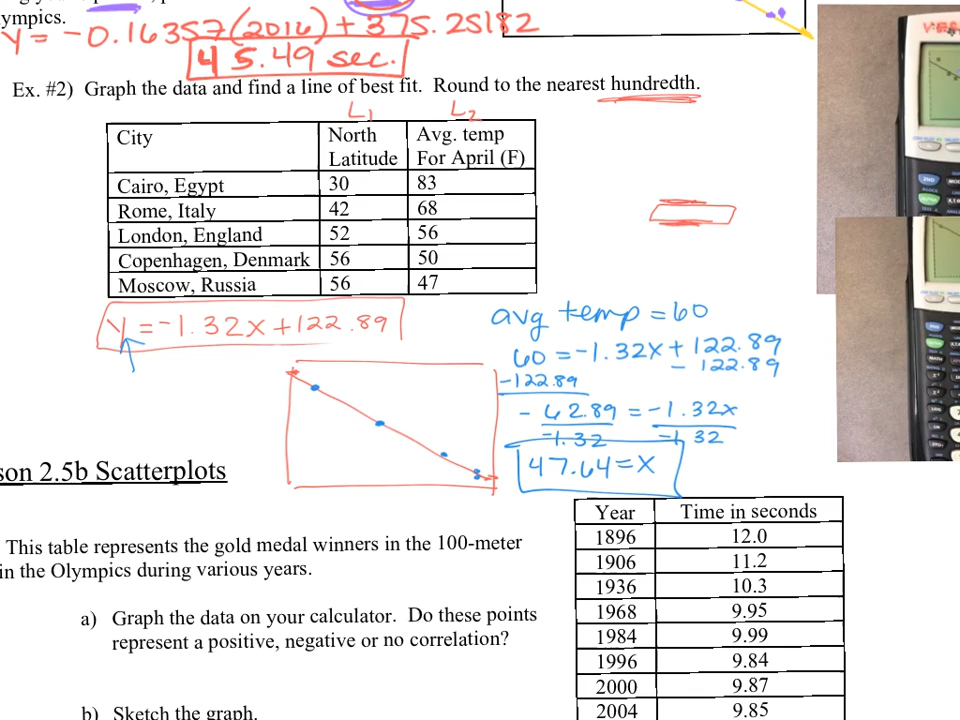 ympics.
y = -0.16357(2016) + 375.25182
45.49 sec.
Ex. #2) Graph the data and find a line of best fit. Round to the nearest hundredth.
L1 L2
City North Latitude Avg. temp For April (F)
Cairo, Egypt 30 83
Rome, Italy 42 68
London, England 52 56
Copenhagen, Denmark 56 50
Moscow, Russia 56 47
y = -1.32x + 122.89
avg temp = 60
60 = -1.32x + 122.89
-122.89 - 122.89
- 62.89 = -1.32x
-1.32 -1.32
47.64 = x
son 2.5b Scatterplots
This table represents the gold medal winners in the 100-meter
in the Olympics during various years.
a) Graph the data on your calculator. Do these points
represent a positive, negative or no correlation?
b) Sketch the graph.
Year Time in seconds
1896 12.0
1906 11.2
1936 10.3
1968 9.95
1984 9.99
1996 9.84
2000 9.87
2004 9.85